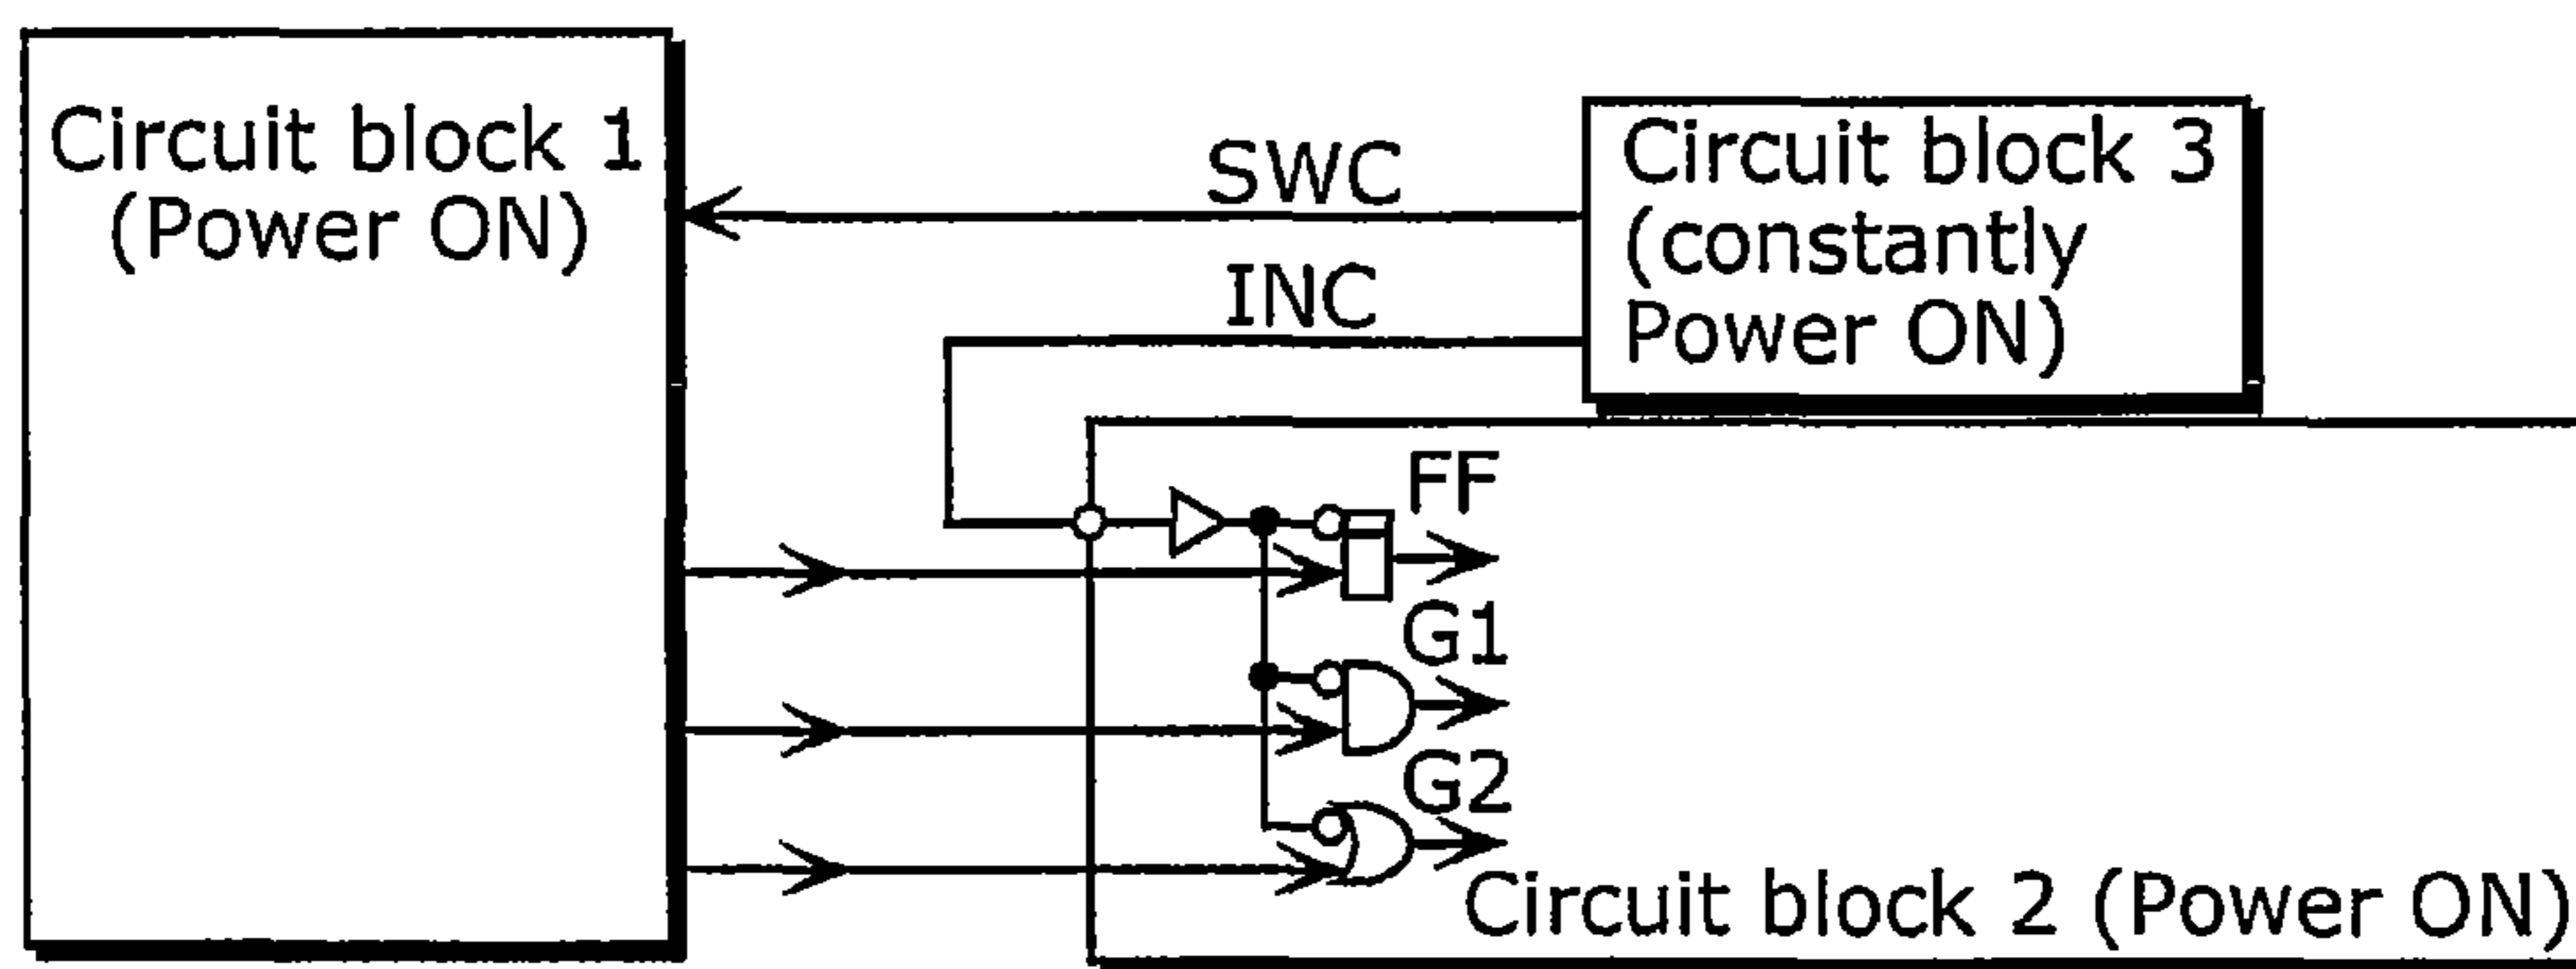 Circuit block 1
(Power ON)
SWC
INC
Circuit block 3
(constantly
Power ON)
FF
G1
G2
Circuit block 2 (Power ON)